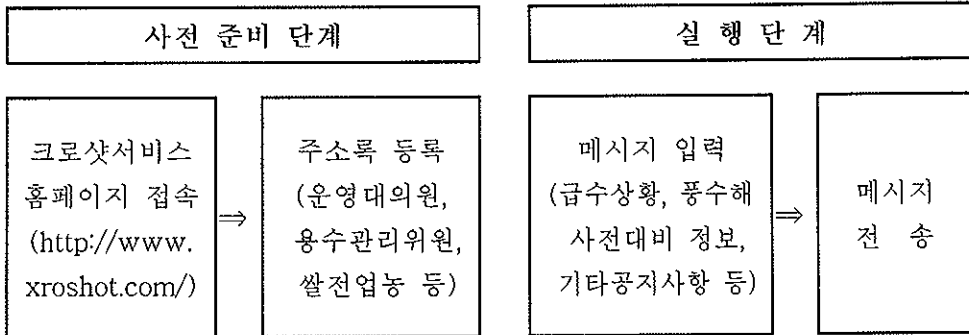 사전 준비 단계
실 행 단 계
크로샷서비스
홈페이지 접속
(http://www.
xroshot.com/)
⇒
주소록 등록
(운영대의원,
용수관리위원,
쌀전업농 등)
메시지 입력
(급수상황, 풍수해
사전대비 정보,
기타공지사항 등)
⇒
메시지
전 송